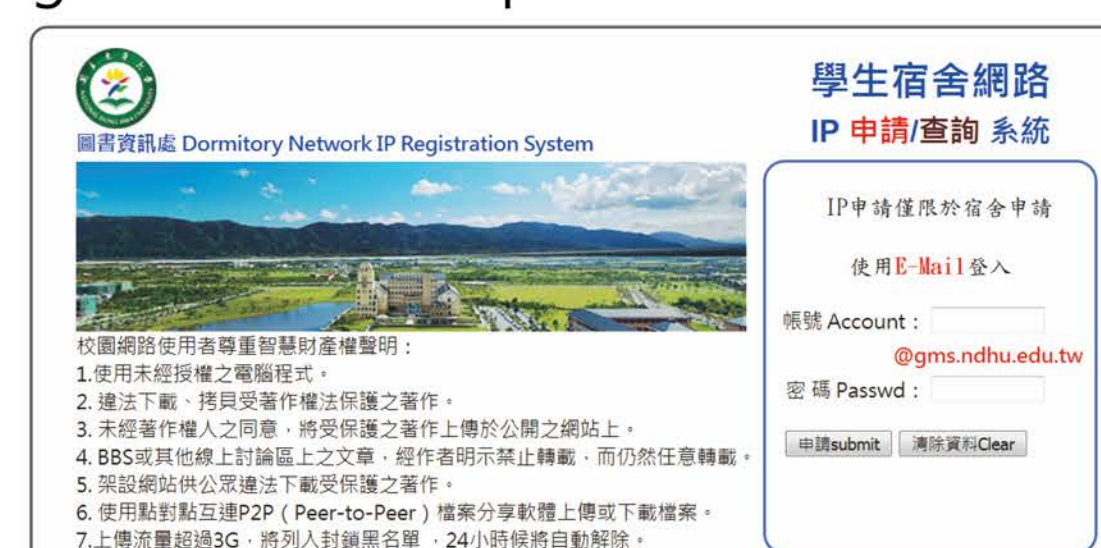 圖書資訊處 Dormitory Network IP Registration System
校園網路使用者尊重智慧財產權聲明：
1.使用未經授權之電腦程式。
2. 違法下載、拷貝受著作權法保護之著作。
3. 未經著作權人之同意，將受保護之著作上傳於公開之網站上。
4. BBS或其他線上討論區上之文章，經作者明示禁止轉載，而仍然任意轉載。
5. 架設網站供公眾違法下載受保護之著作。
6. 使用點對點互連P2P ( Peer-to-Peer ) 檔案分享軟體上傳或下載檔案。
7.上傳流量超過3G，將列入封鎖黑名單 ，24小時候將自動解除。
學生宿舍網路
IP 申請/查詢 系統
IP申請僅限於宿舍申請
使用E-Mail登入
帳號 Account：
@gms.ndhu.edu.tw
密 碼 Passwd：
申請submit 清除資料Clear